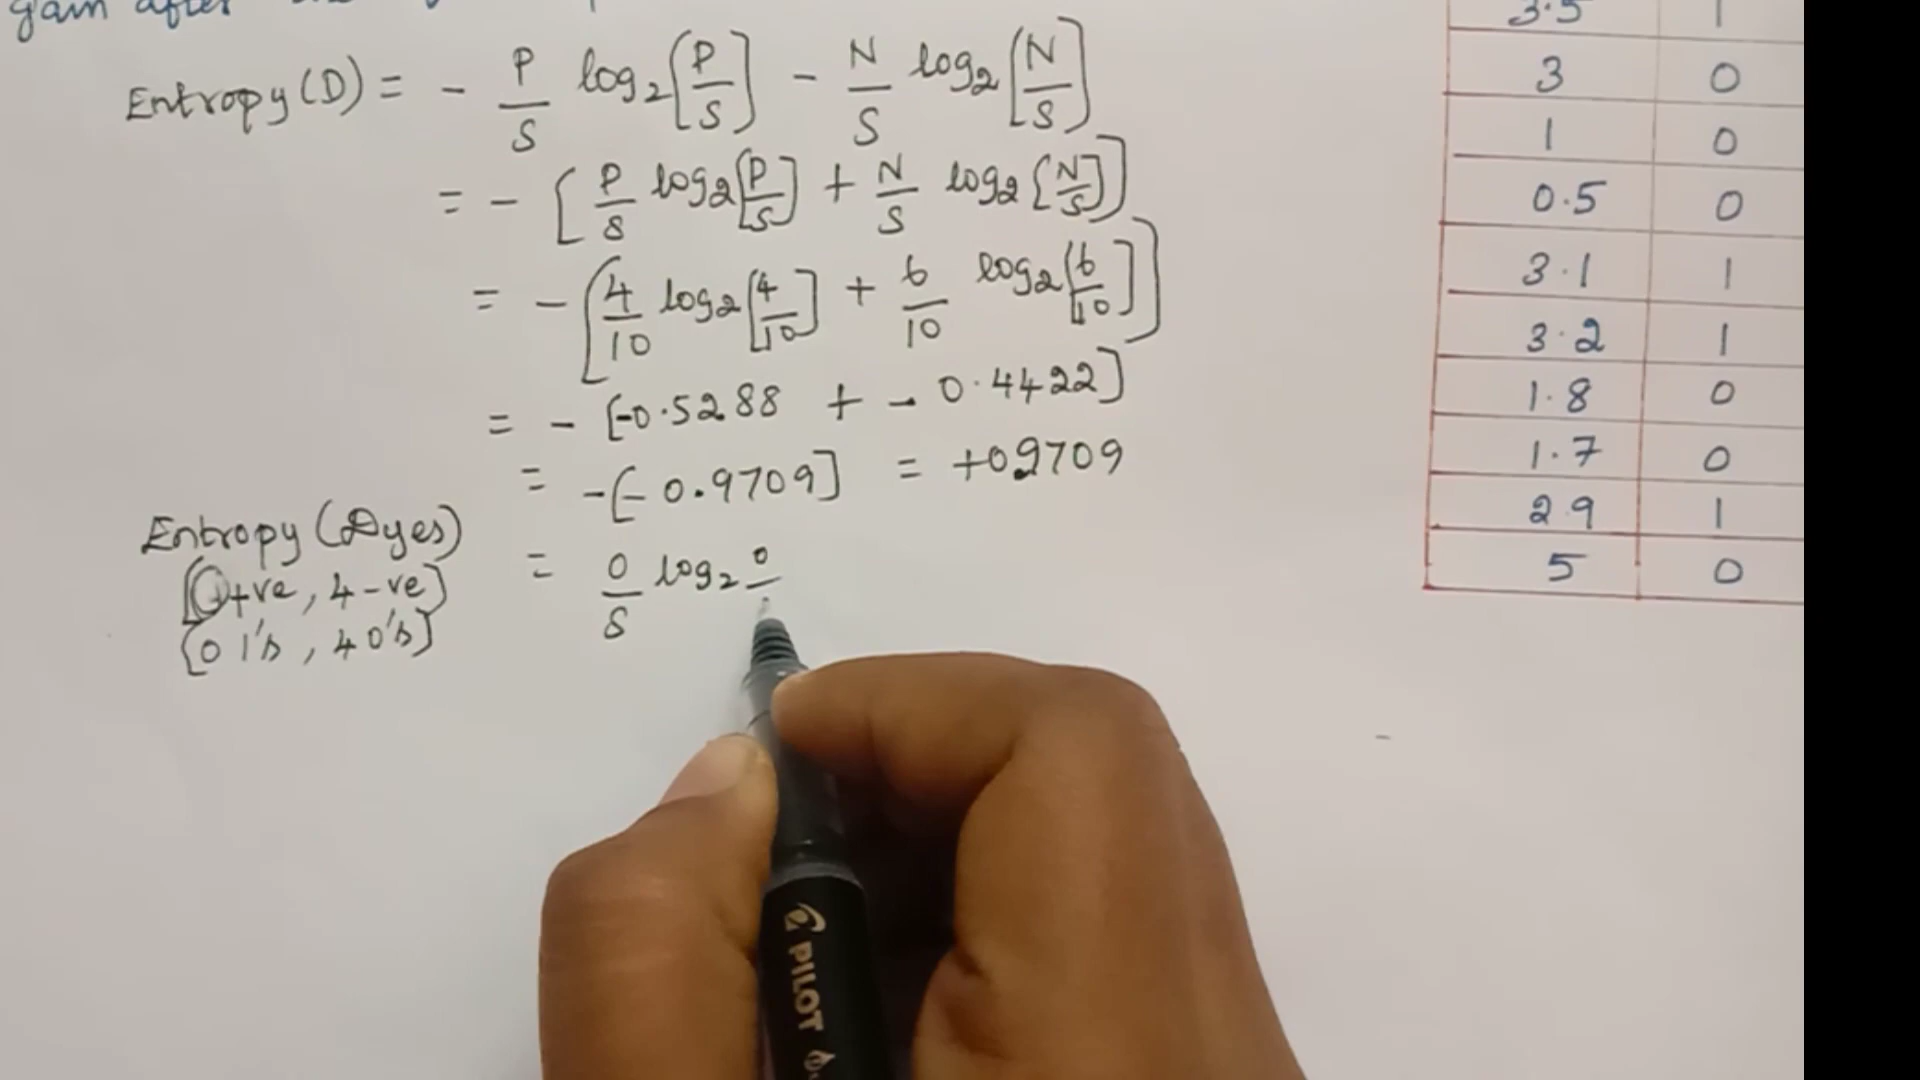 gain after
Entropy (D) = - P/S log2 [P/S] - N/S log2 [N/S]
= - [P/S log2 [P/S] + N/S log2 [N/S]]
= - [4/10 log2 [4/10] + 6/10 log2 [6/10]]
= - [-0.5288 + - 0.4422]
= -[- 0.9709] = +0.9709
Entropy (Dyes) = 0/S log2 0/
[0+ve, 4-ve]
[0 1's, 4 0's]
3.5 1
3 0
1 0
0.5 0
3.1 1
3.2 1
1.8 0
1.7 0
2.9 1
5 0
PILOT